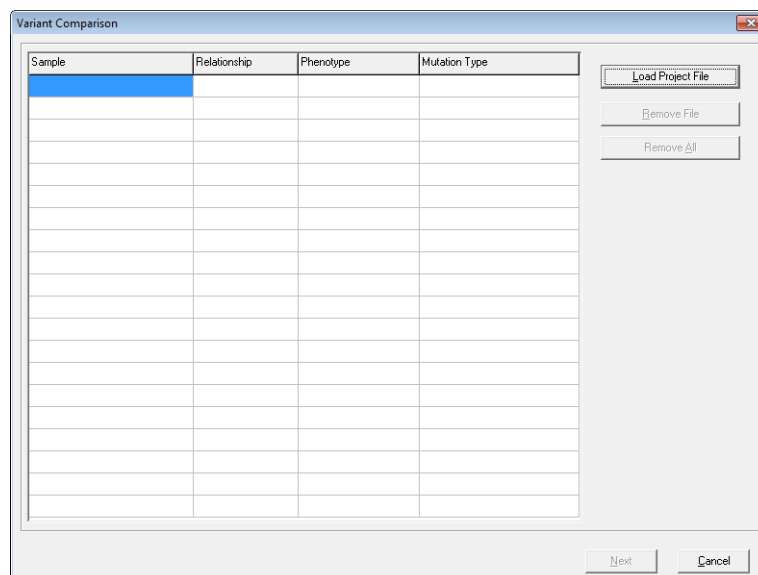 Variant Comparison
Sample Relationship Phenotype Mutation Type
Load Project File
Remove File
Remove All
Next Cancel